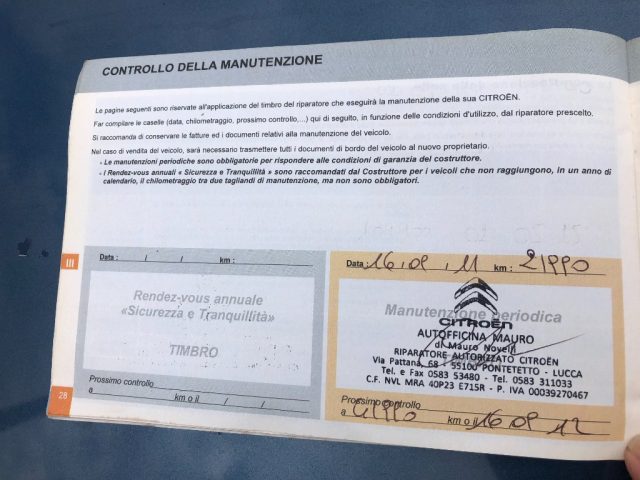 CONTROLLO DELLA MANUTENZIONE
Le pagine seguenti sono riservate all'applicazione del timbro del riparatore che eseguirà la manutenzione della sua CITROËN.
Far compilare le caselle (data, chilometraggio, prossimo controllo,...) qui di seguito, in funzione delle condizioni d'utilizzo, dal riparatore prescelto.
Si raccomanda di conservare le fatture ed i documenti relativi alla manutenzione del veicolo.
Nel caso di vendita del veicolo, sarà necessario trasmettere tutti i documenti di bordo del veicolo al nuovo proprietario.
- Le manutenzioni periodiche sono obbligatorie per rispondere alle condizioni di garanzia del costruttore.
- I Rendez-vous annuali « Sicurezza e Tranquillità » sono raccomandati dal Costruttore per i veicoli che non raggiungono, in un anno di
calendario, il chilometraggio tra due tagliandi di manutenzione, ma non sono obbligatori.
III
Data : / / km :
Rendez-vous annuale
«Sicurezza e Tranquillità»
TIMBRO
Prossimo controllo
a km o il / /
28
Data : 16 09 11 km : 21990
Manutenzione periodica
CITROËN
AUTOFFICINA MAURO
di Mauro Novelli
RIPARATORE AUTORIZZATO CITROËN
Via Pattana, 68 - 55100 PONTETETTO - LUCCA
Tel. e Fax 0583 53480 - Tel. 0583 311033
C.F. NVL MRA 40P23 E715R - P. IVA 00039270467
Prossimo controllo
a 41990 km o il 16 09 12